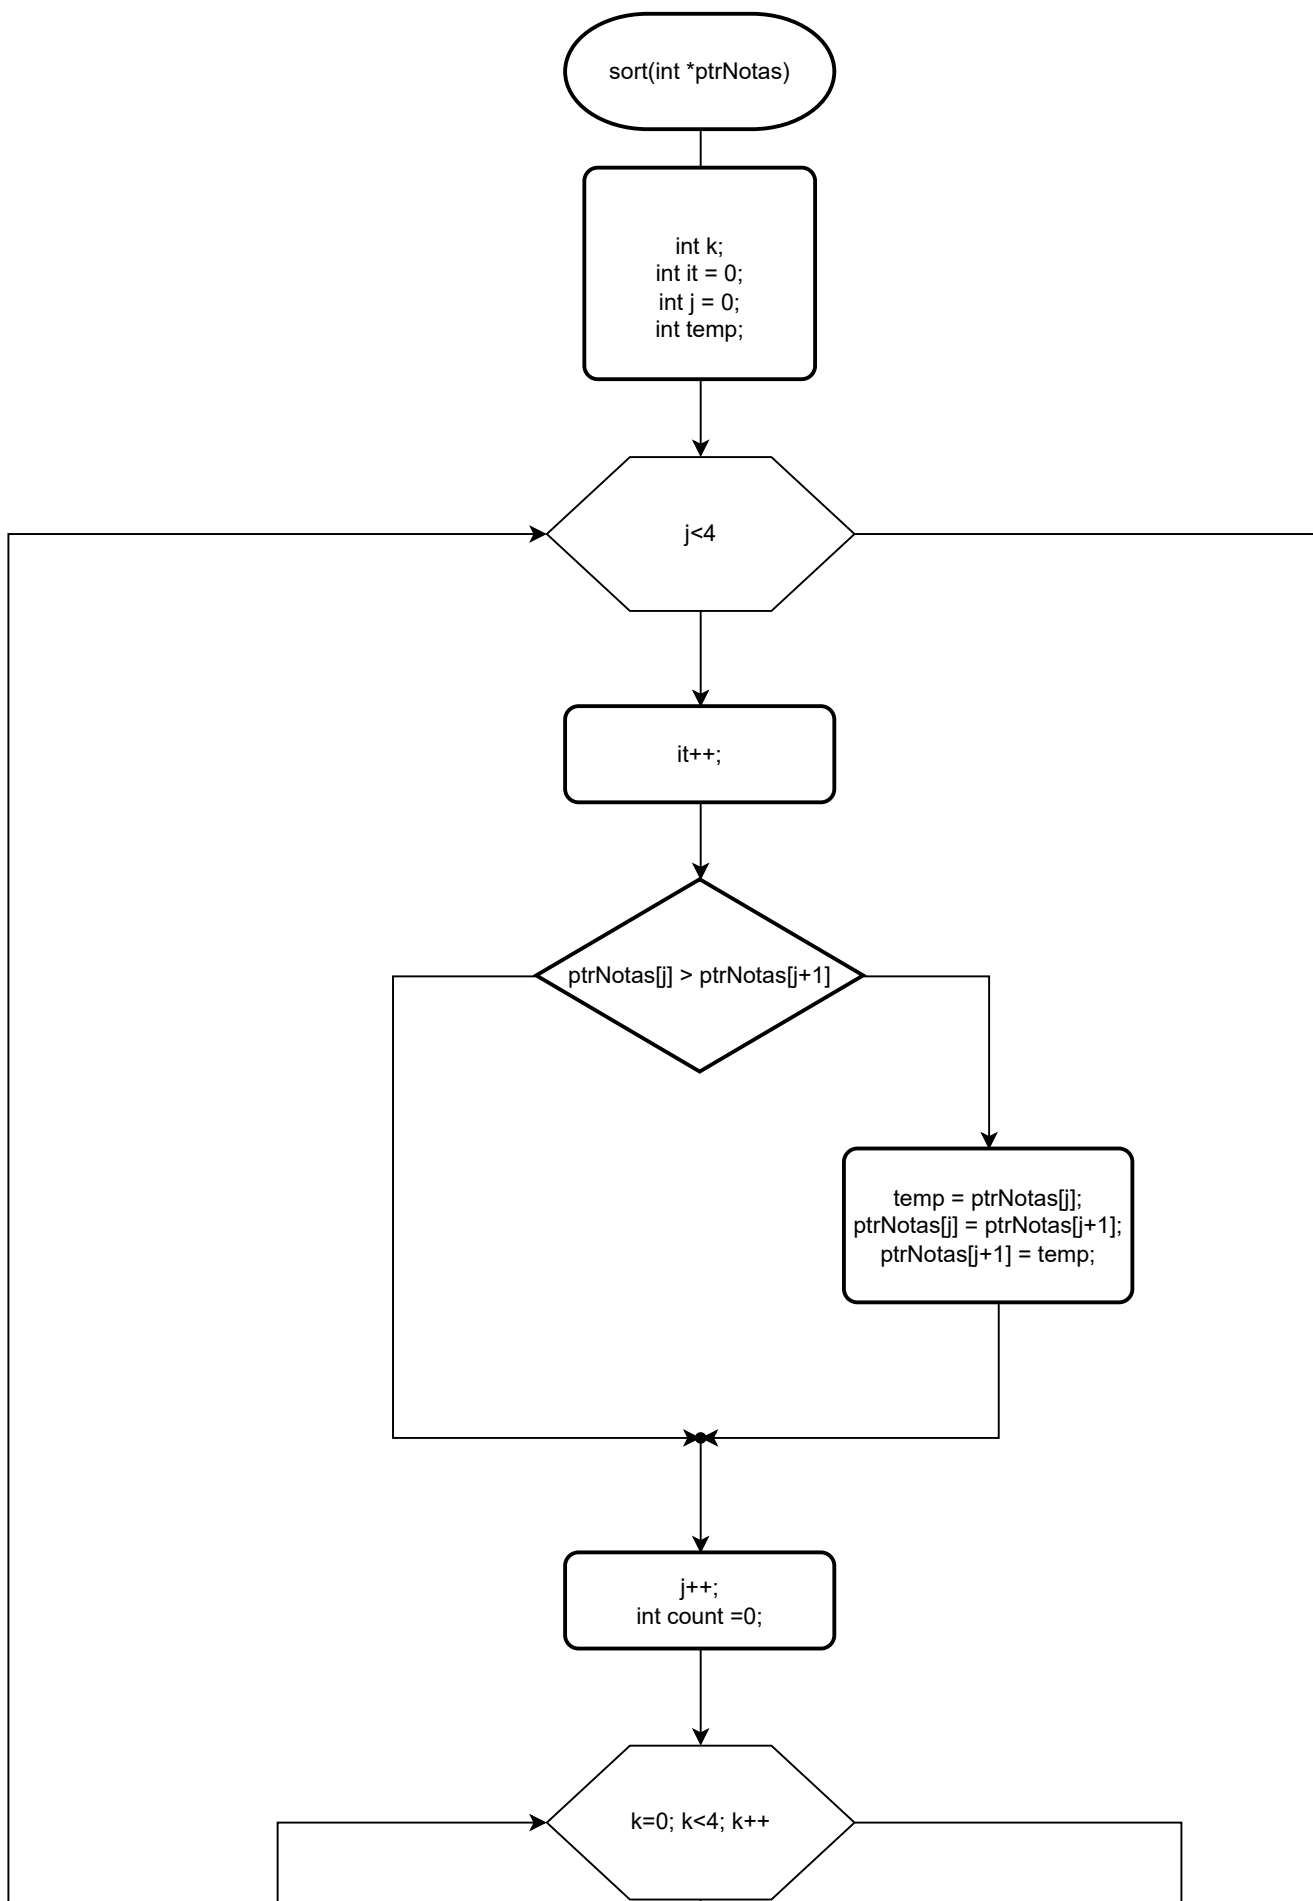 sort(int *ptrNotas)
int k;
int it = 0;
int j = 0;
int temp;
j<4
it++;
ptrNotas[j] > ptrNotas[j+1]
temp = ptrNotas[j];
ptrNotas[j] = ptrNotas[j+1];
ptrNotas[j+1] = temp;
j++;
int count =0;
k=0; k<4; k++